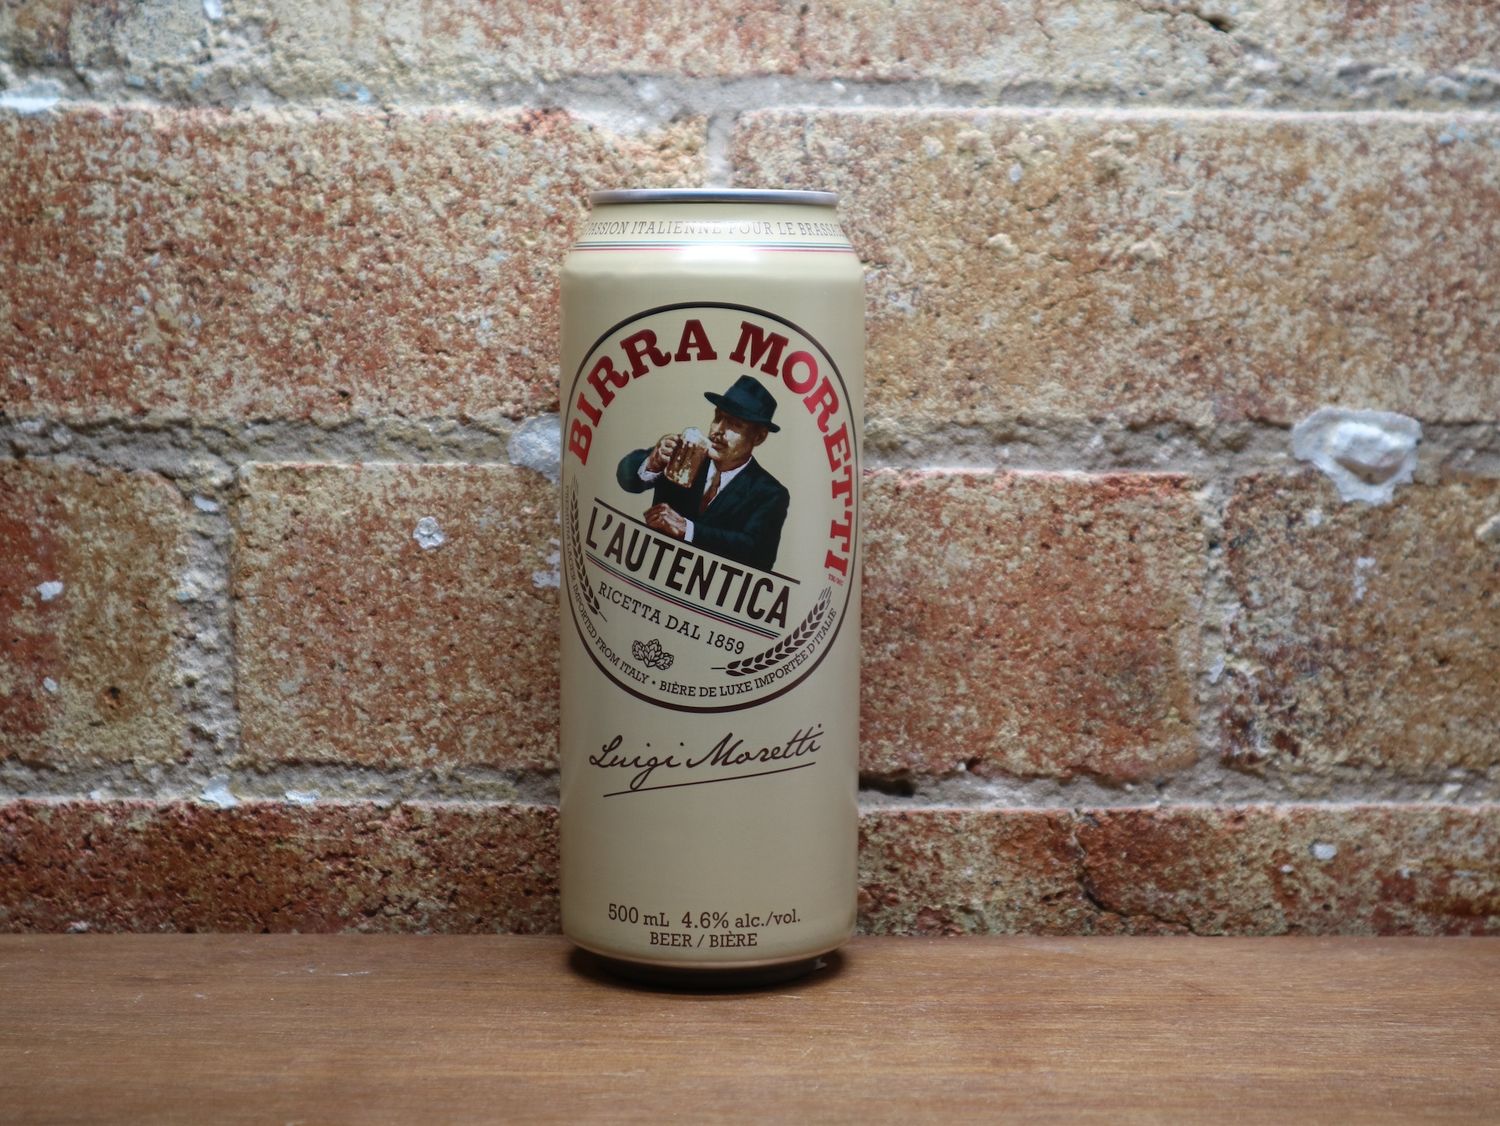 PASSION ITALIENNE POUR LE
BIRRA MORETTI
L'AUTENTICA
RICETTA DAL 1859
IMPORTED FROM ITALY • BIÈRE DE LUXE IMPORTÉE D'ITALIE
Luigi Moretti
500 mL 4.6% alc./vol.
BEER / BIÈRE